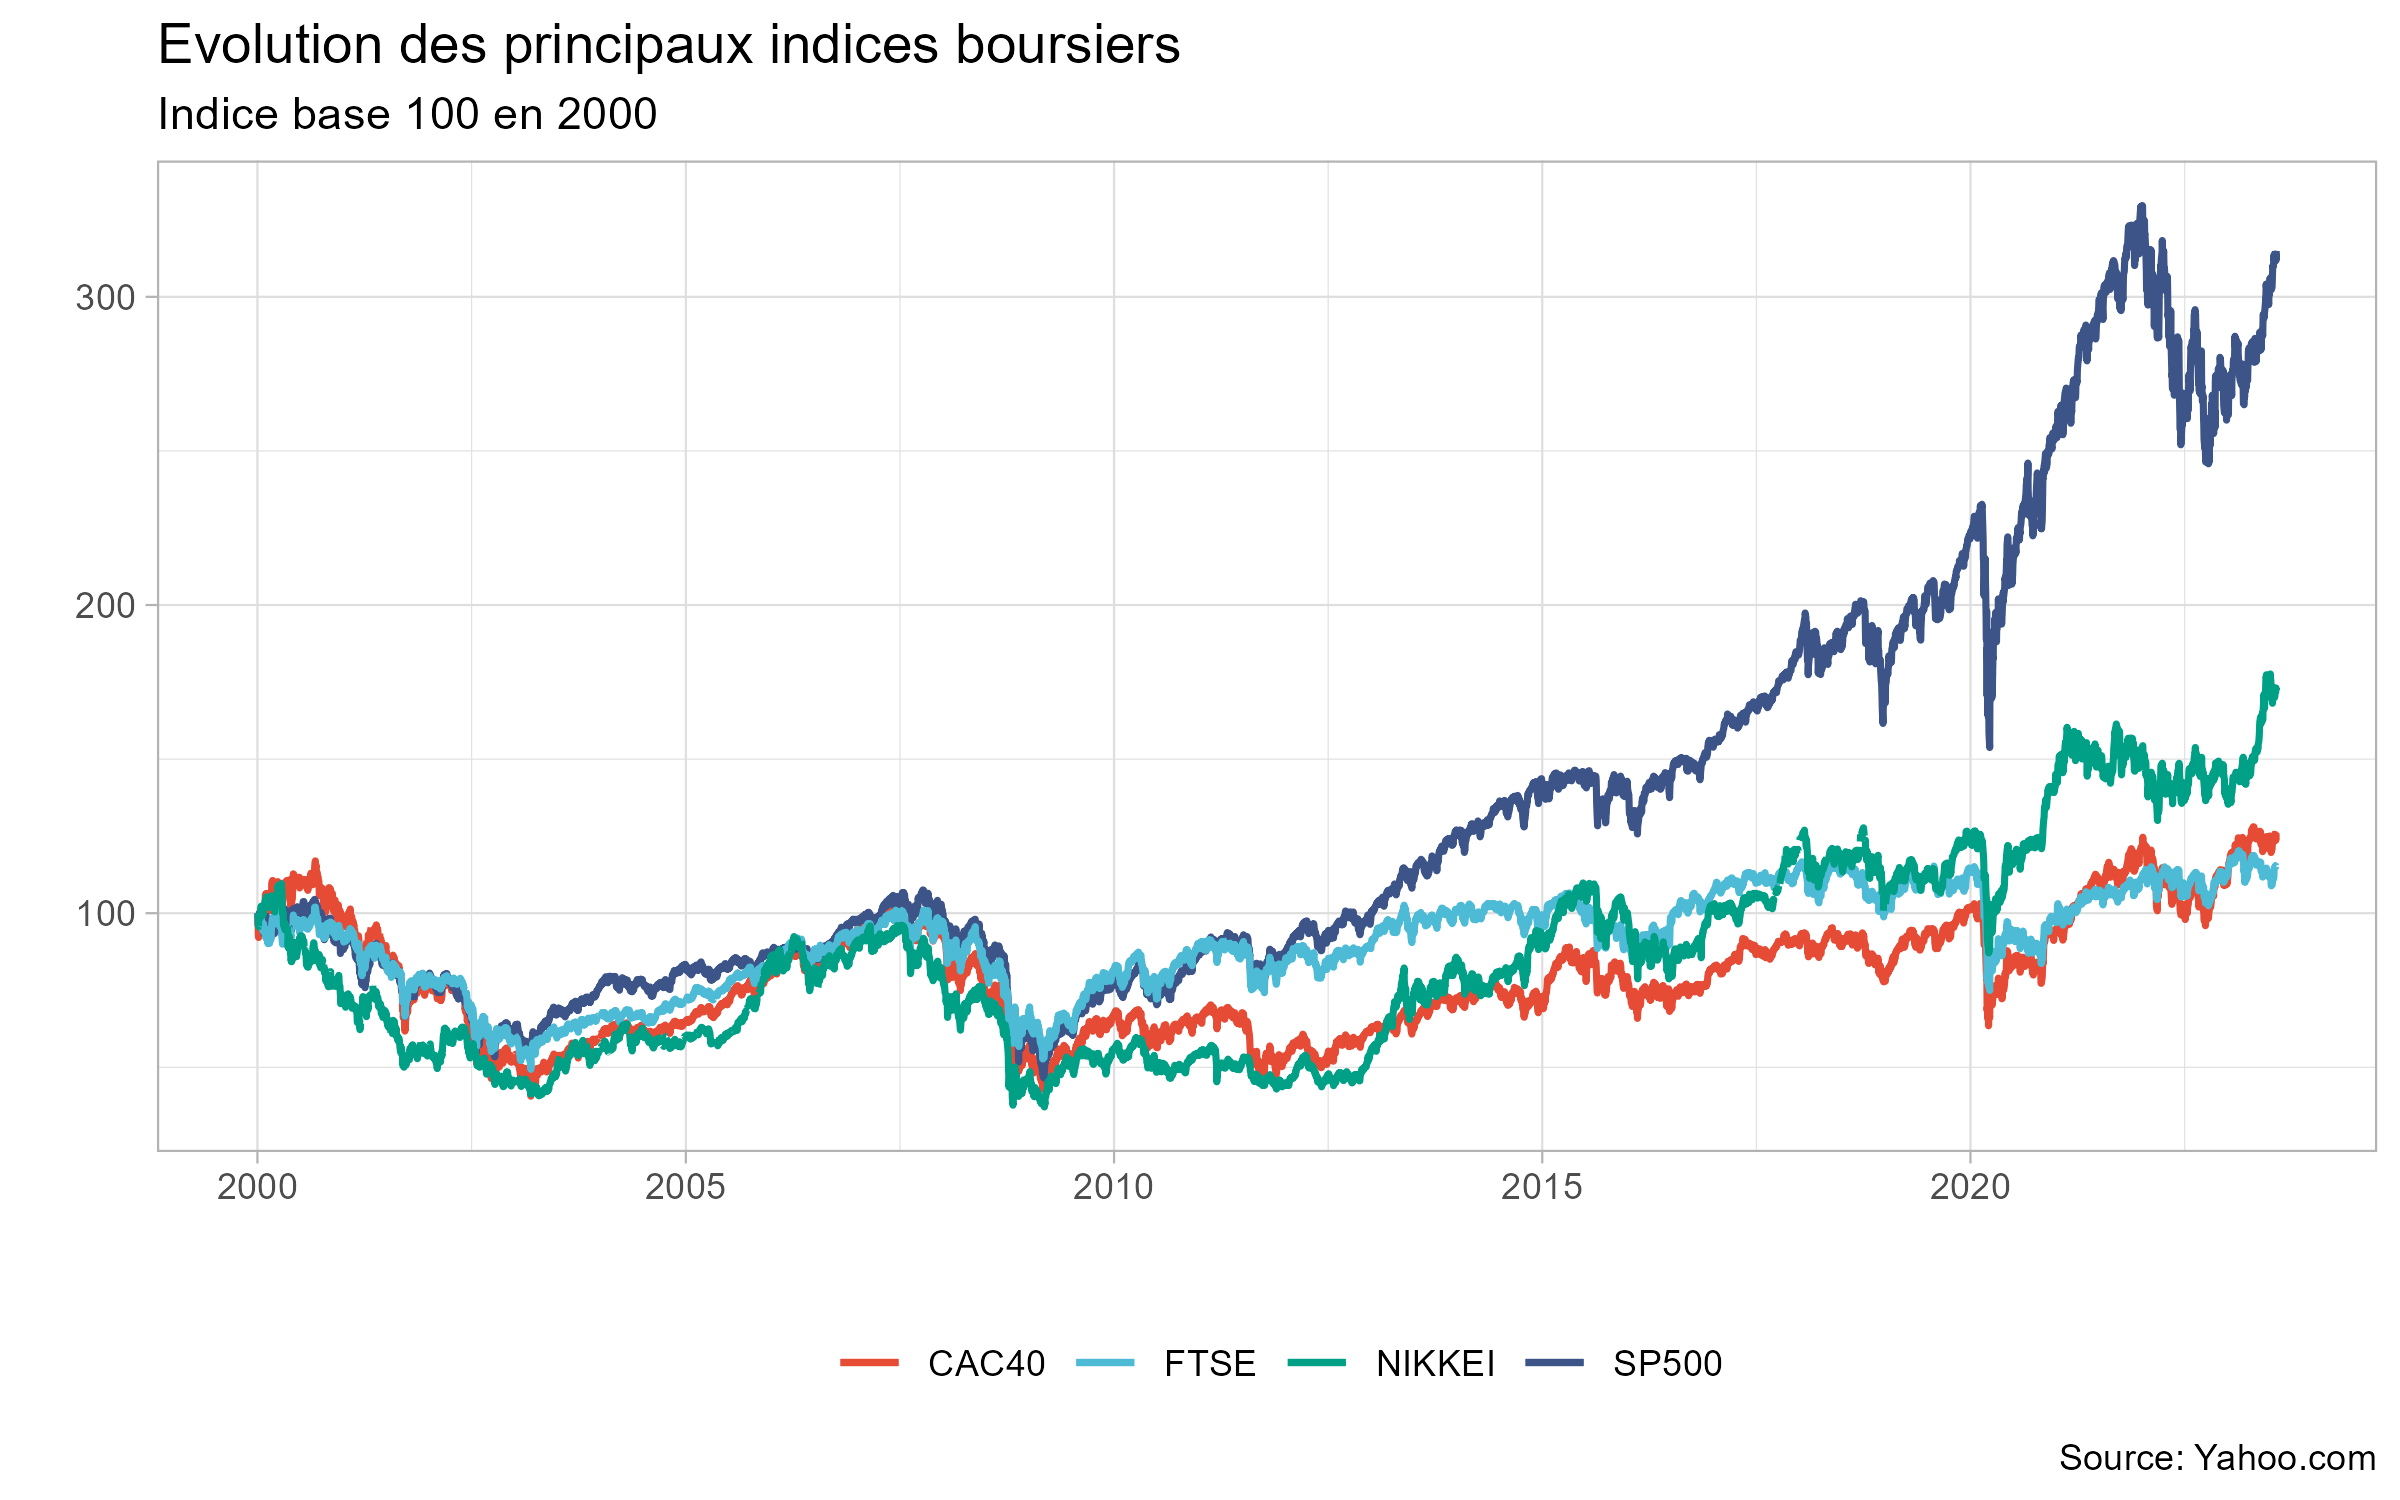 Evolution des principaux indices boursiers
Indice base 100 en 2000
300
200
100
2000 2005 2010 2015 2020
CAC40 FTSE NIKKEI SP500
Source: Yahoo.com